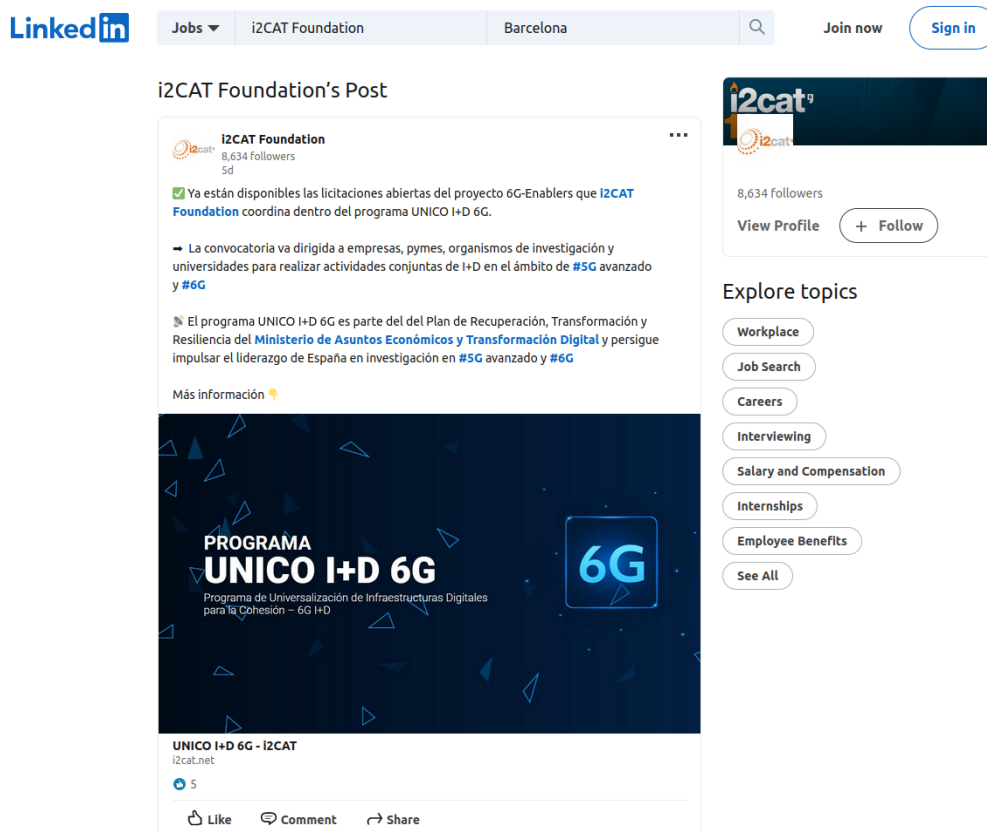 Linked in
Jobs
i2CAT Foundation
Barcelona
Join now
Sign in
i2CAT Foundation's Post
i2cat
i2CAT Foundation
8,634 followers
5d
Ya están disponibles las licitaciones abiertas del proyecto 6G-Enablers que i2CAT
Foundation coordina dentro del programa UNICO I+D 6G.
La convocatoria va dirigida a empresas, pymes, organismos de investigación y
universidades para realizar actividades conjuntas de I+D en el ámbito de #5G avanzado
y #6G
El programa UNICO I+D 6G es parte del del Plan de Recuperación, Transformación y
Resiliencia del Ministerio de Asuntos Económicos y Transformación Digital y persigue
impulsar el liderazgo de España en investigación en #5G avanzado y #6G
Más información
PROGRAMA
UNICO I+D 6G
Programa de Universalización de Infraestructuras Digitales
para la Cohesión – 6G I+D
6G
UNICO I+D 6G - i2CAT
i2cat.net
5
Like
Comment
Share
i2cat
i2cat
8,634 followers
View Profile
+ Follow
Explore topics
Workplace
Job Search
Careers
Interviewing
Salary and Compensation
Internships
Employee Benefits
See All